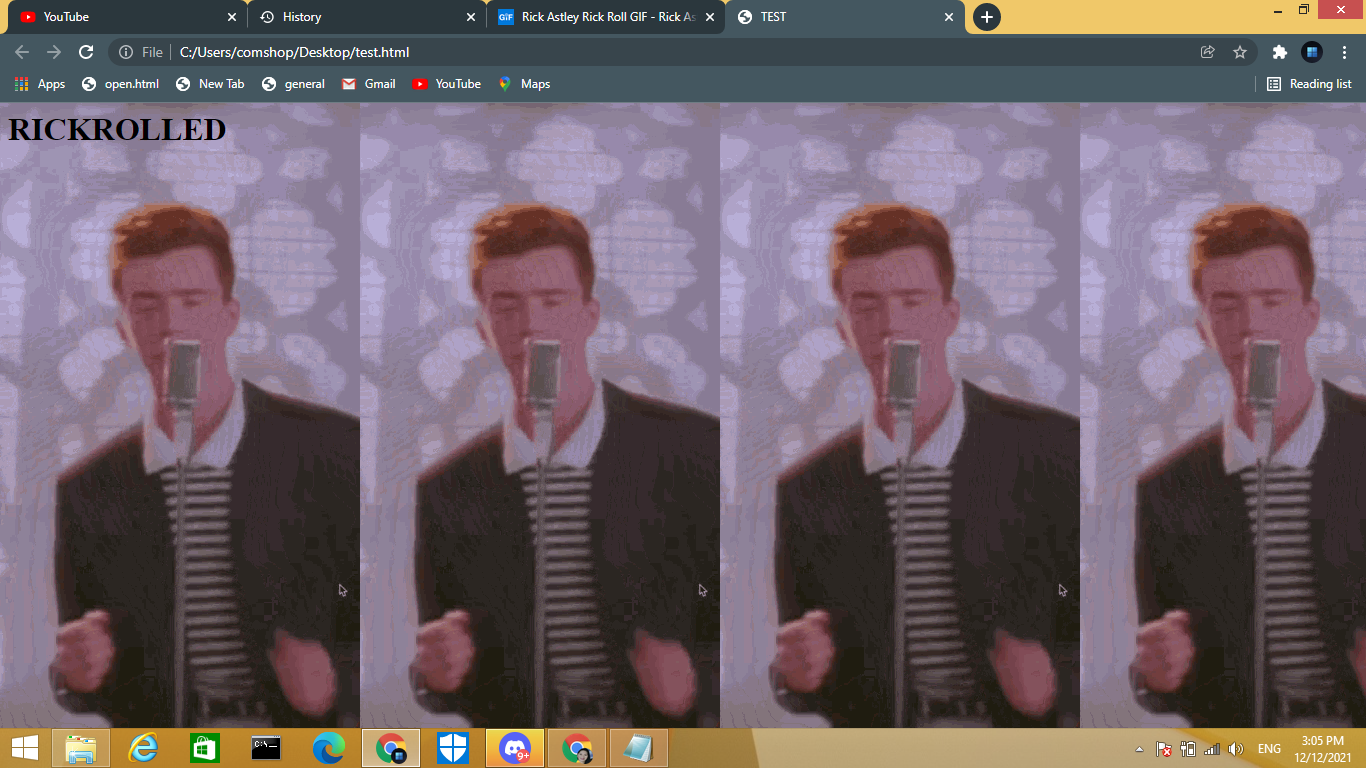 YouTube
History
GIF
Rick Astley Rick Roll GIF - Rick As
TEST
File
C:/Users/comshop/Desktop/test.html
Apps
open.html
New Tab
general
Gmail
YouTube
Maps
Reading list
RICKROLLED
C:\
9+
ENG
3:05 PM
12/12/2021